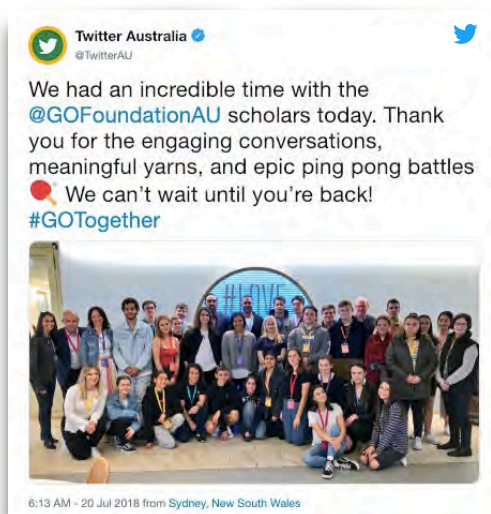 Twitter Australia
@TwitterAU
We had an incredible time with the
@GOFoundationAU scholars today. Thank
you for the engaging conversations,
meaningful yarns, and epic ping pong battles
🏓 We can't wait until you're back!
#GOTogether
#LOVE
6:13 AM - 20 Jul 2018 from Sydney, New South Wales